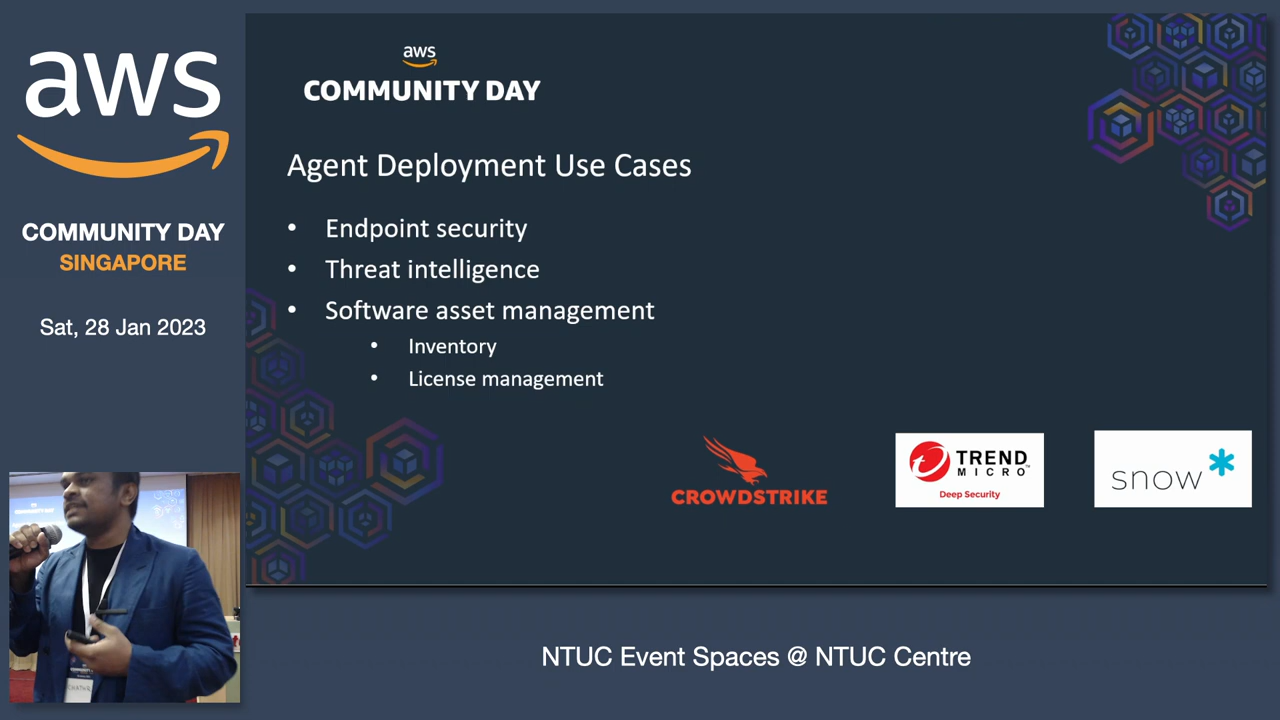 aws
COMMUNITY DAY
SINGAPORE
Sat, 28 Jan 2023
aws
COMMUNITY DAY
Agent Deployment Use Cases
• Endpoint security
• Threat intelligence
• Software asset management
• Inventory
• License management
CROWDSTRIKE
TREND
MICRO™
Deep Security
snow
NTUC Event Spaces @ NTUC Centre